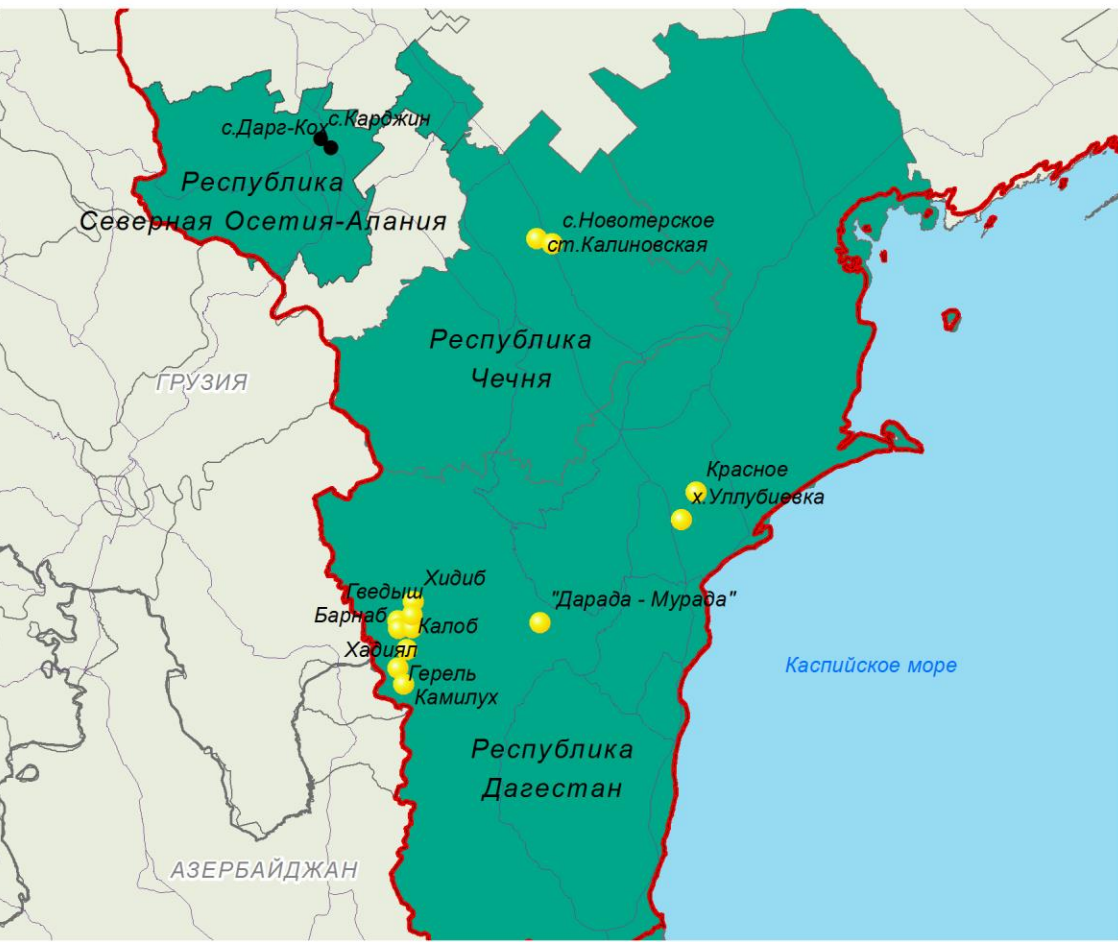 с.Карджин
с.Дарг-Кох
Республика
Северная Осетия-Алания
с.Новотерское
ст.Калиновская
Республика
Чечня
ГРУЗИЯ
Красное
х.Уллубиевка
Хидиб
Гведыш
"Дарада - Мурада"
Барнаб
Калоб
Хадиял
Герель
Камилух
Каспийское море
Республика
Дагестан
АЗЕРБАЙДЖАН